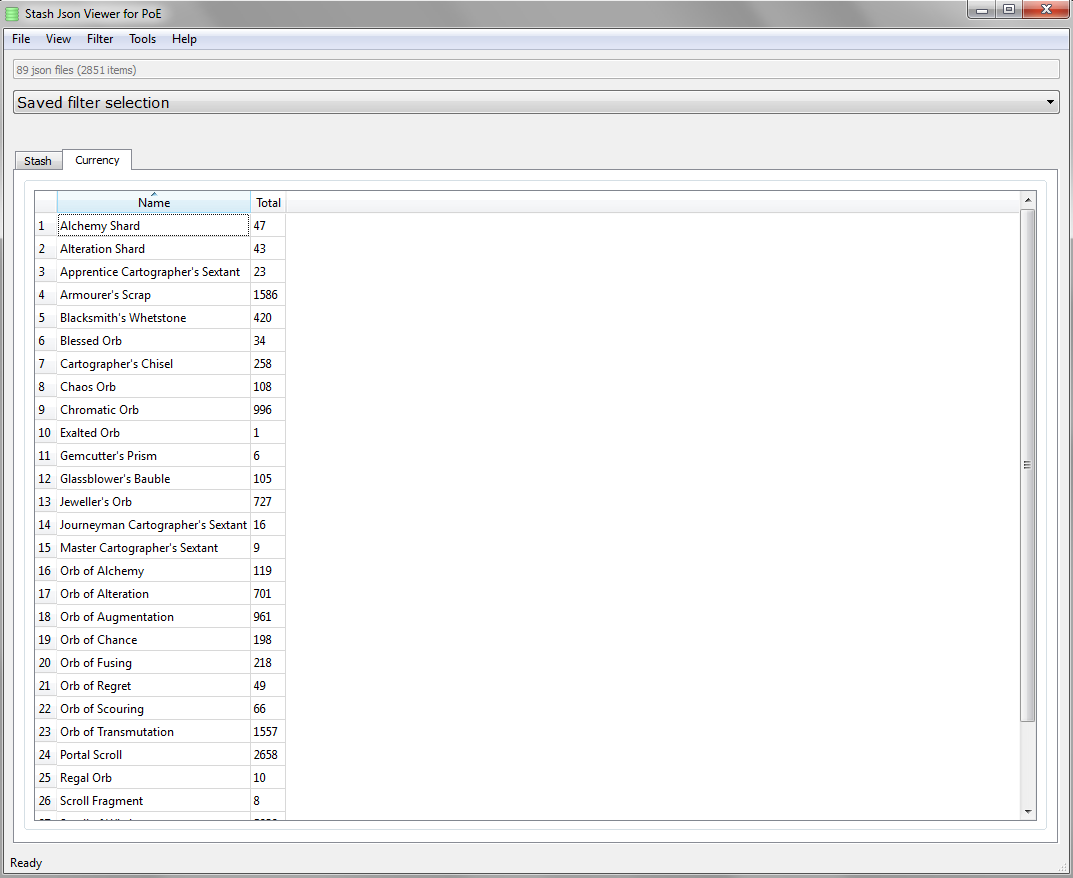 Stash Json Viewer for PoE
File View Filter Tools Help
89 json files (2851 items)
Saved filter selection
Stash Currency
Name Total
1 Alchemy Shard 47
2 Alteration Shard 43
3 Apprentice Cartographer's Sextant 23
4 Armourer's Scrap 1586
5 Blacksmith's Whetstone 420
6 Blessed Orb 34
7 Cartographer's Chisel 258
8 Chaos Orb 108
9 Chromatic Orb 996
10 Exalted Orb 1
11 Gemcutter's Prism 6
12 Glassblower's Bauble 105
13 Jeweller's Orb 727
14 Journeyman Cartographer's Sextant 16
15 Master Cartographer's Sextant 9
16 Orb of Alchemy 119
17 Orb of Alteration 701
18 Orb of Augmentation 961
19 Orb of Chance 198
20 Orb of Fusing 218
21 Orb of Regret 49
22 Orb of Scouring 66
23 Orb of Transmutation 1557
24 Portal Scroll 2658
25 Regal Orb 10
26 Scroll Fragment 8
Ready